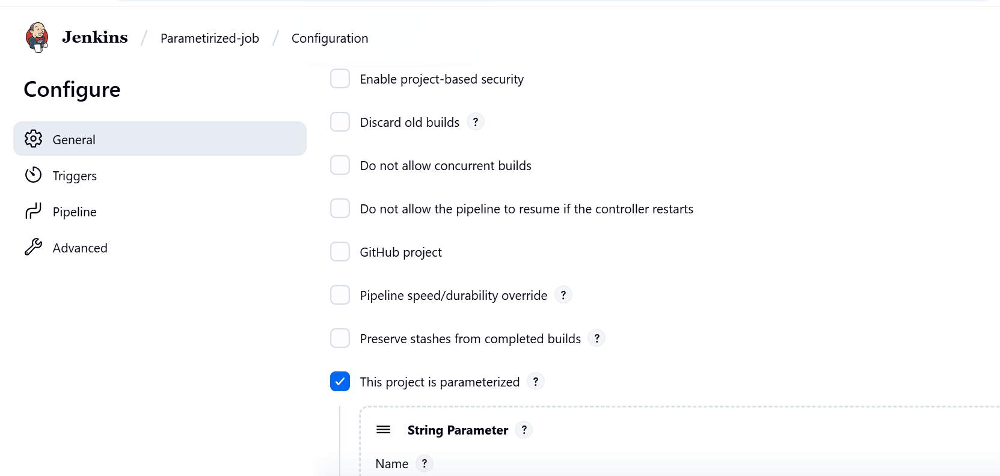 Jenkins / Parametirized-job / Configuration
Configure
General
Triggers
Pipeline
Advanced
Enable project-based security
Discard old builds ?
Do not allow concurrent builds
Do not allow the pipeline to resume if the controller restarts
GitHub project
Pipeline speed/durability override ?
Preserve stashes from completed builds ?
This project is parameterized ?
String Parameter ?
Name ?